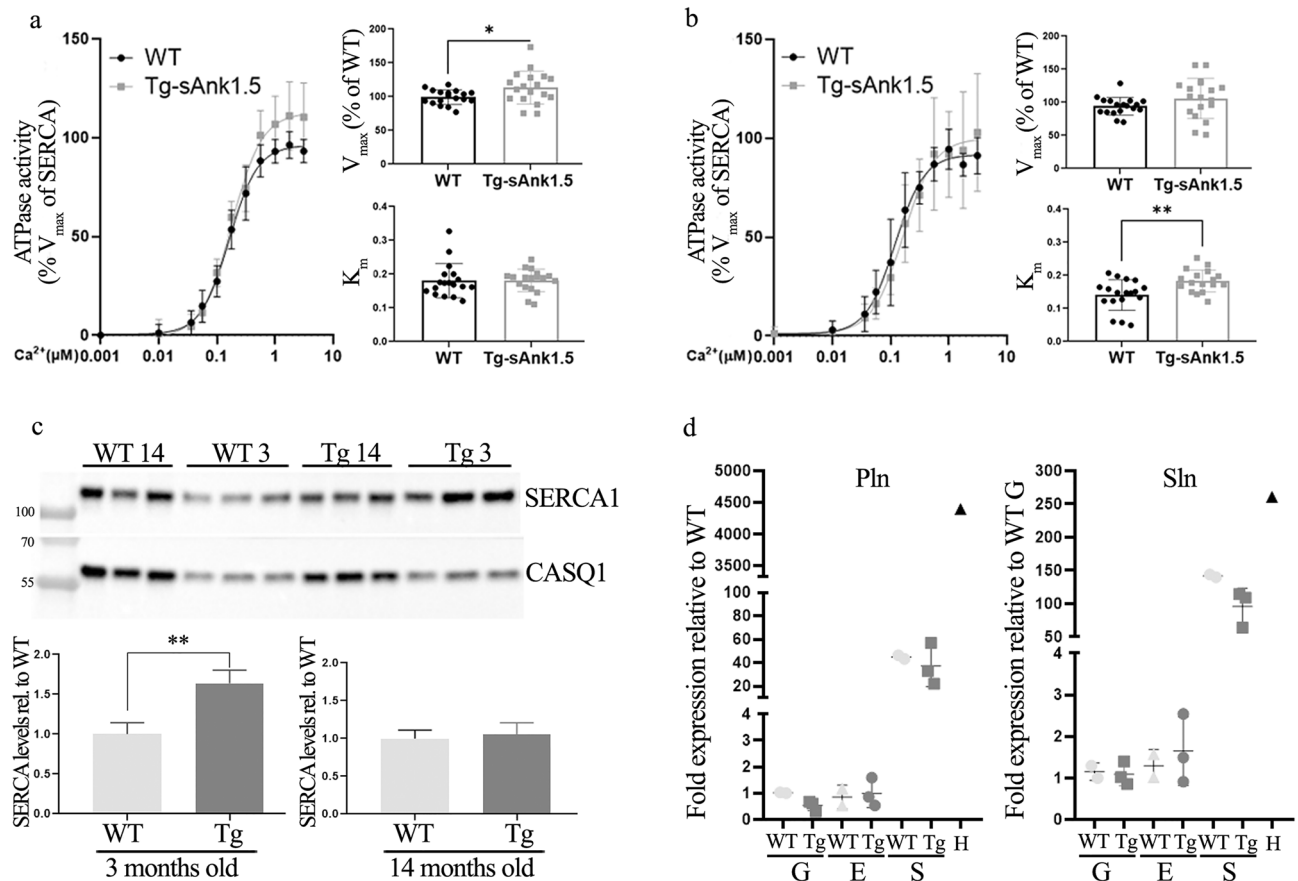 a
150
100
50
0
ATPase activity
(% Vmax of SERCA)
WT
Tg-sAnk1.5
Ca2+(μM)
0.001
0.01
0.1
1
10
200
150
100
50
0
Vmax (% of WT)
*
WT
Tg-sAnk1.5
0.4
0.3
0.2
0.1
0.0
Km
WT
Tg-sAnk1.5
b
150
100
50
0
ATPase activity
(% Vmax of SERCA)
WT
Tg-sAnk1.5
Ca2+(μM)
0.001
0.01
0.1
1
10
200
150
100
50
0
Vmax (% of WT)
WT
Tg-sAnk1.5
0.4
0.3
0.2
0.1
0.0
Km
**
WT
Tg-sAnk1.5
c
WT 14
WT 3
Tg 14
Tg 3
100
70
55
SERCA1
CASQ1
SERCA levels rel. to WT
2.0
1.5
1.0
0.5
0.0
**
WT
Tg
3 months old
SERCA levels rel. to WT
2.0
1.5
1.0
0.5
0.0
WT
Tg
14 months old
d
Pln
Fold expression relative to WT
5000
4500
4000
3500
100
80
60
40
20
4
3
2
1
0
WT Tg WT Tg WT Tg H
G E S
Sln
Fold expression relative to WT G
300
250
200
150
100
50
4
3
2
1
0
WT Tg WT Tg WT Tg H
G E S